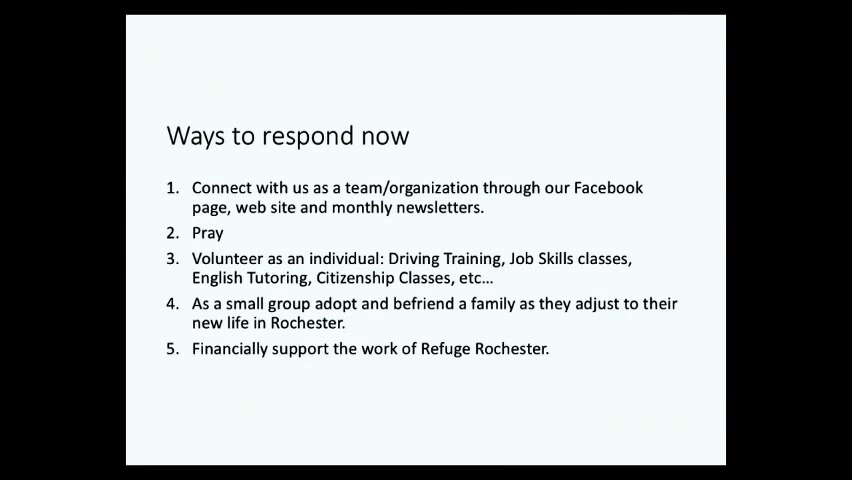 Ways to respond now
1. Connect with us as a team/organization through our Facebook
page, web site and monthly newsletters.
2. Pray
3. Volunteer as an individual: Driving Training, Job Skills classes,
English Tutoring, Citizenship Classes, etc...
4. As a small group adopt and befriend a family as they adjust to their
new life in Rochester.
5. Financially support the work of Refuge Rochester.